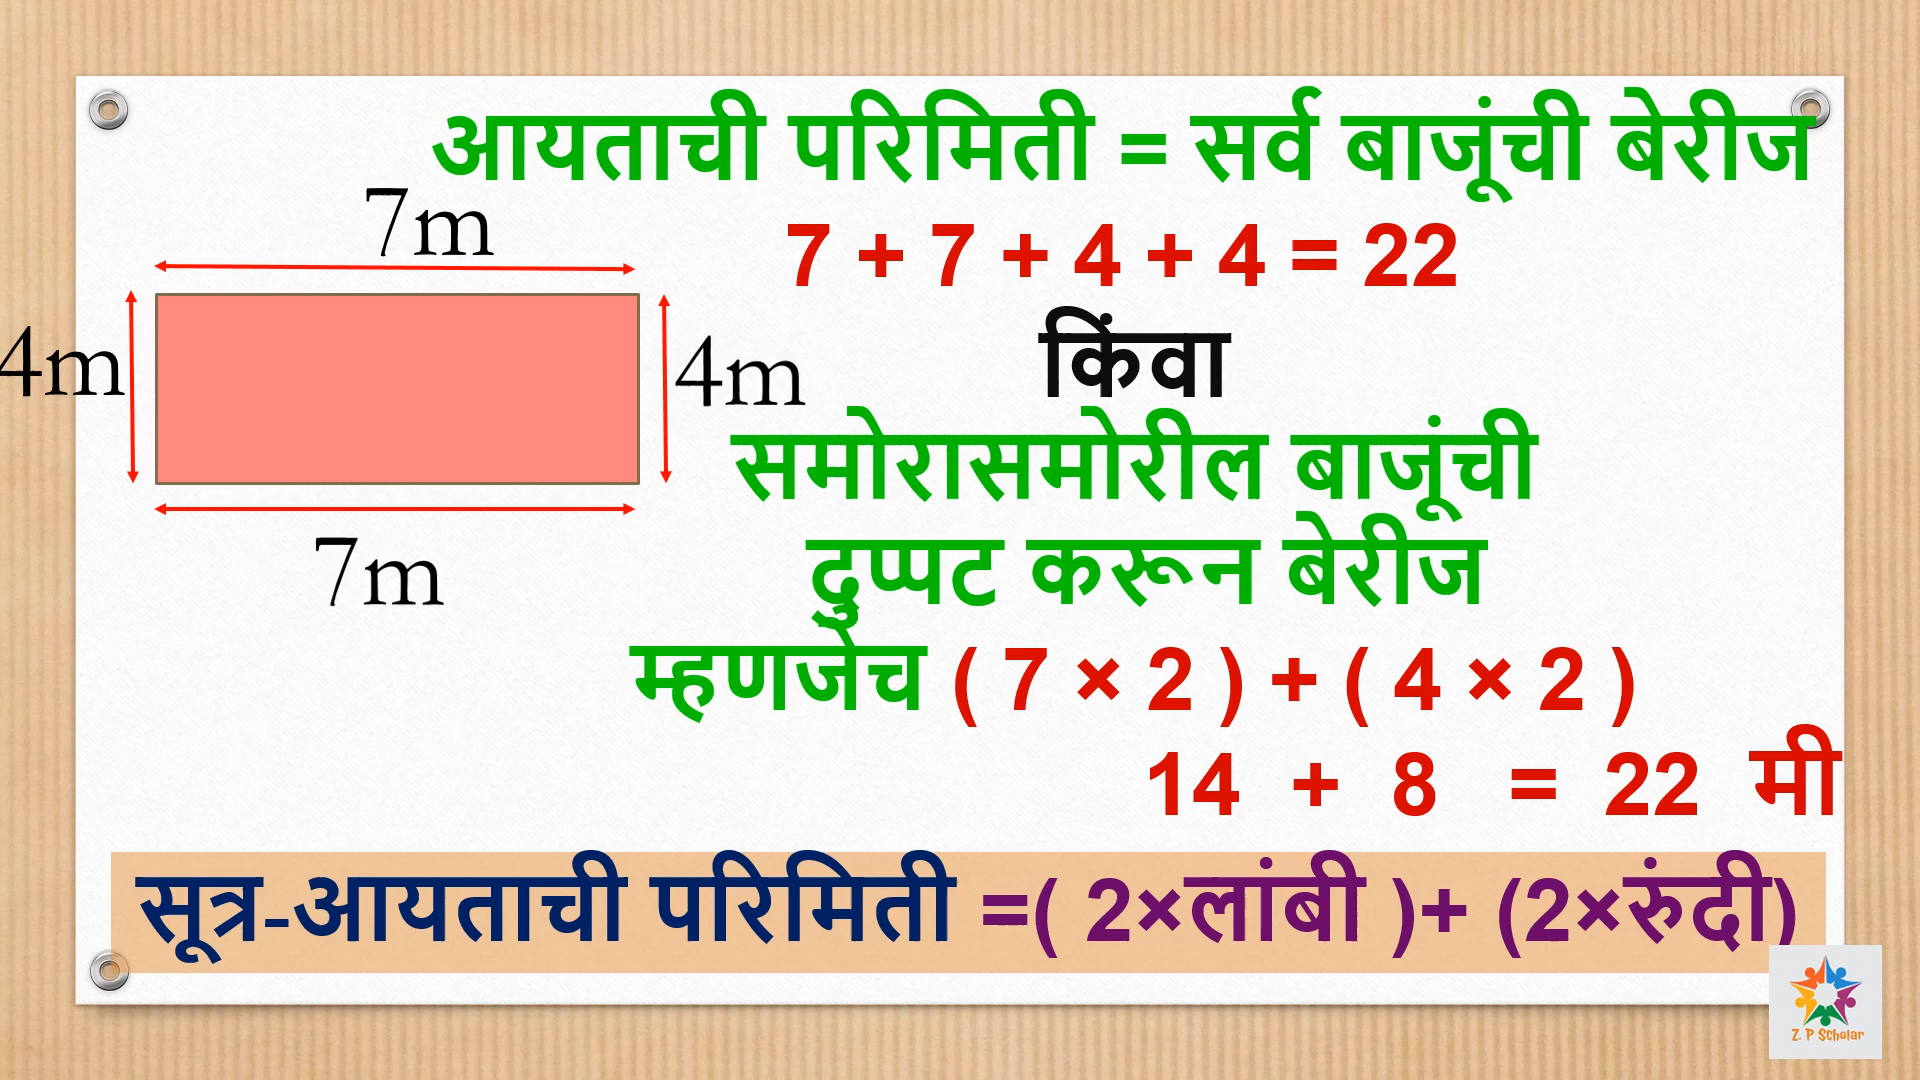 आयताची परिमिती = सर्व बाजूंची बेरीज
7m
7 + 7 + 4 + 4 = 22
4m
4m
किंवा
समोरासमोरील बाजूंची
7m
दुप्पट करून बेरीज
म्हणजेच ( 7 × 2 ) + ( 4 × 2 )
14 + 8 = 22 मी
सूत्र-आयताची परिमिती =( 2×लांबी )+ (2×रुंदी)
Z. P Scholar